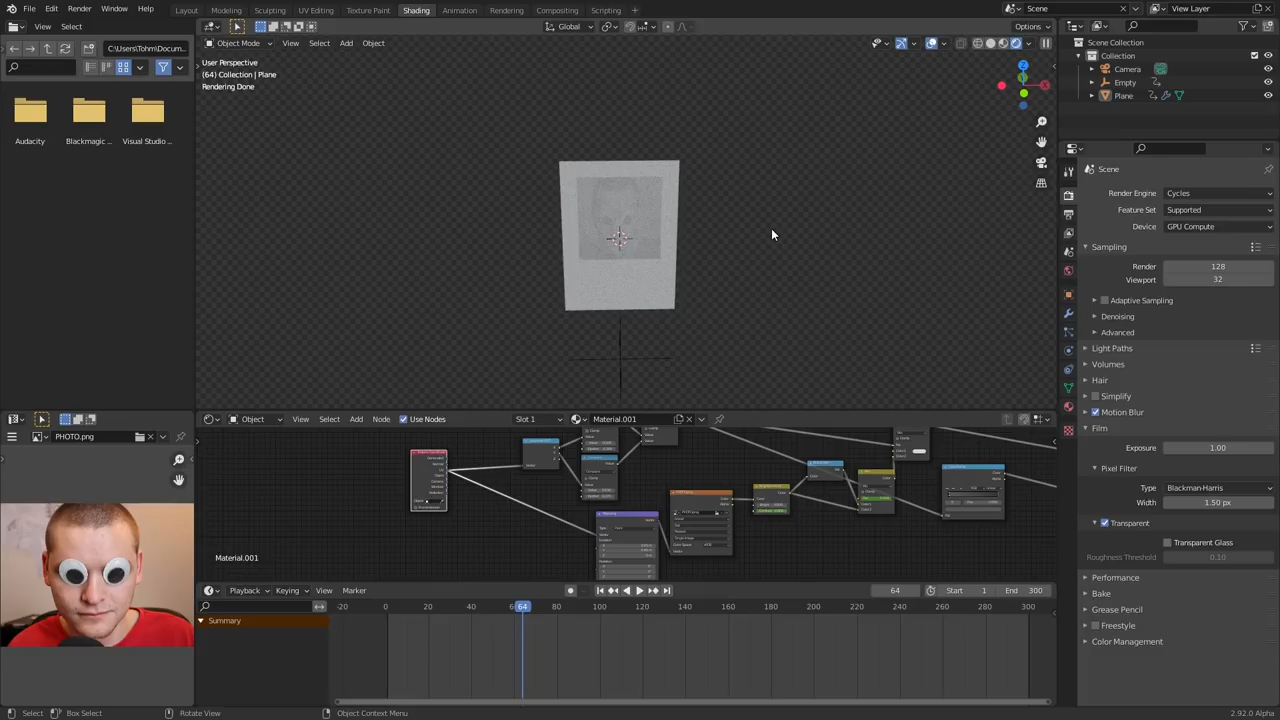 File Edit Render Window Help Layout Modeling Sculpting UV Editing Texture Paint Shading Animation Rendering Compositing Scripting + Scene View Layer
View Select Global Options
C:\Users\Tohm\Docum...
Object Mode View Select Add Object
User Perspective
(64) Collection | Plane
Rendering Done
Audacity Blackmagic ... Visual Studio ...
Scene Collection
Collection
Camera
Empty
Plane
Scene
Render Engine Cycles
Feature Set Supported
Device GPU Compute
Sampling
Render 128
Viewport 32
Adaptive Sampling
Denoising
Advanced
Light Paths
Volumes
Hair
Simplify
Motion Blur
Film
Exposure 1.00
Pixel Filter
Type Blackman-Harris
Width 1.50 px
Transparent
Transparent Glass
Roughness Threshold 0.10
Performance
Bake
Grease Pencil
Freestyle
Color Management
PHOTO.png
Object View Select Add Node Use Nodes Slot 1 Material.001
Material.001
Playback Keying View Marker 64 Start 1 End 300
-20 0 20 40 64 80 100 120 140 160 180 200 220 240 260 280 300
Summary
Select Box Select Rotate View Object Context Menu 2.92.0 Alpha